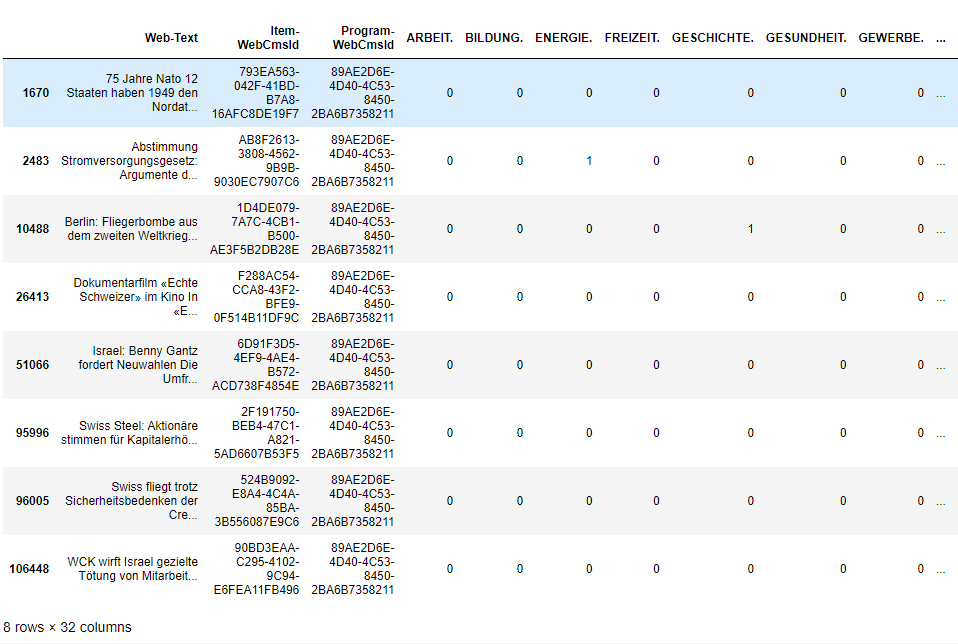 Web-Text Item-WebCmsId Program-WebCmsId ARBEIT. BILDUNG. ENERGIE. FREIZEIT. GESCHICHTE. GESUNDHEIT. GEWERBE. ...
1670 75 Jahre Nato 12 Staaten haben 1949 den Nordat... 793EA563-042F-41BD-B7A8-16AFC8DE19F7 89AE2D6E-4D40-4C53-8450-2BA6B7358211 0 0 0 0 0 0 0 ...
2483 Abstimmung Stromversorgungsgesetz: Argumente d... AB8F2613-3808-4562-9B9B-9030EC7907C6 89AE2D6E-4D40-4C53-8450-2BA6B7358211 0 0 1 0 0 0 0 ...
10488 Berlin: Fliegerbombe aus dem zweiten Weltkrieg... 1D4DE079-7A7C-4CB1-B500-AE3F5B2DB28E 89AE2D6E-4D40-4C53-8450-2BA6B7358211 0 0 0 0 1 0 0 ...
26413 Dokumentarfilm «Echte Schweizer» im Kino In «E... F288AC54-CCA8-43F2-BFE9-0F514B11DF9C 89AE2D6E-4D40-4C53-8450-2BA6B7358211 0 0 0 0 0 0 0 ...
51066 Israel: Benny Gantz fordert Neuwahlen Die Umfr... 6D91F3D5-4EF9-4AE4-B572-ACD738F4854E 89AE2D6E-4D40-4C53-8450-2BA6B7358211 0 0 0 0 0 0 0 ...
95996 Swiss Steel: Aktionäre stimmen für Kapitalerhö... 2F191750-BEB4-47C1-A821-5AD6607B53F5 89AE2D6E-4D40-4C53-8450-2BA6B7358211 0 0 0 0 0 0 0 ...
96005 Swiss fliegt trotz Sicherheitsbedenken der Cre... 524B9092-E8A4-4C4A-85BA-3B556087E9C6 89AE2D6E-4D40-4C53-8450-2BA6B7358211 0 0 0 0 0 0 0 ...
106448 WCK wirft Israel gezielte Tötung von Mitarbeit... 90BD3EAA-C295-4102-9C94-E6FEA11FB496 89AE2D6E-4D40-4C53-8450-2BA6B7358211 0 0 0 0 0 0 0 ...
8 rows × 32 columns